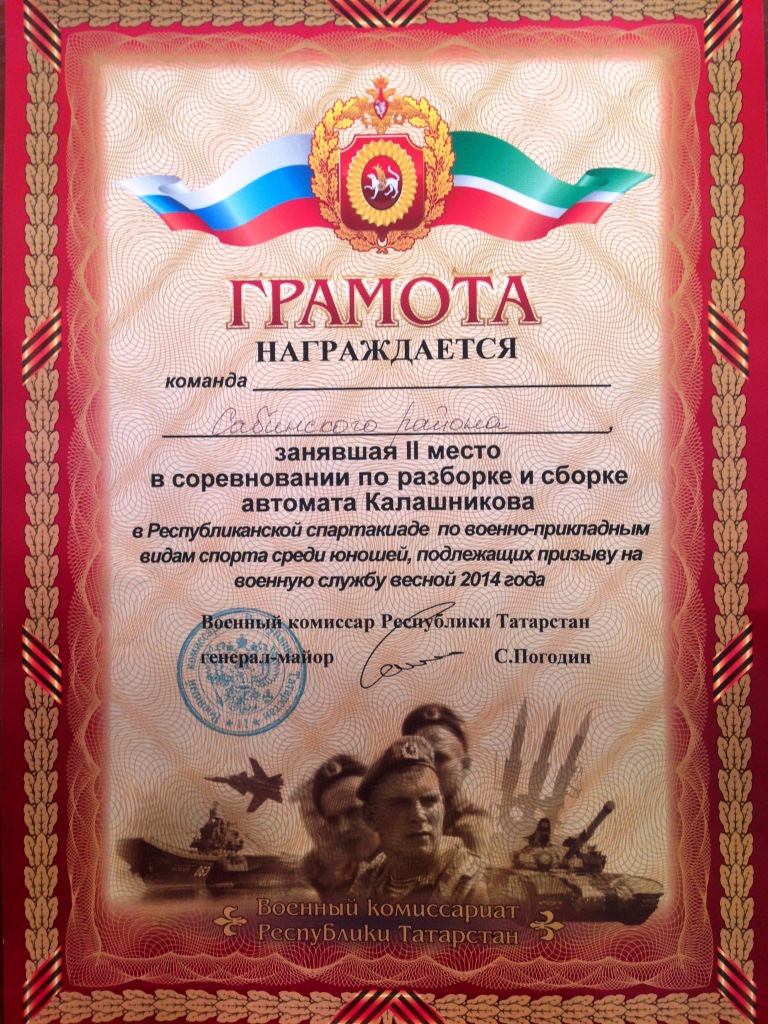 ГРАМОТА
НАГРАЖДАЕТСЯ
команда
Сабинского района,
занявшая II место
в соревновании по разборке и сборке
автомата Калашникова
в Республиканской спартакиаде по военно-прикладным
видам спорта среди юношей, подлежащих призыву на
военную службу весной 2014 года
Военный комиссар Республики Татарстан
генерал-майор С.Погодин
Военный комиссариат
Республики Татарстан